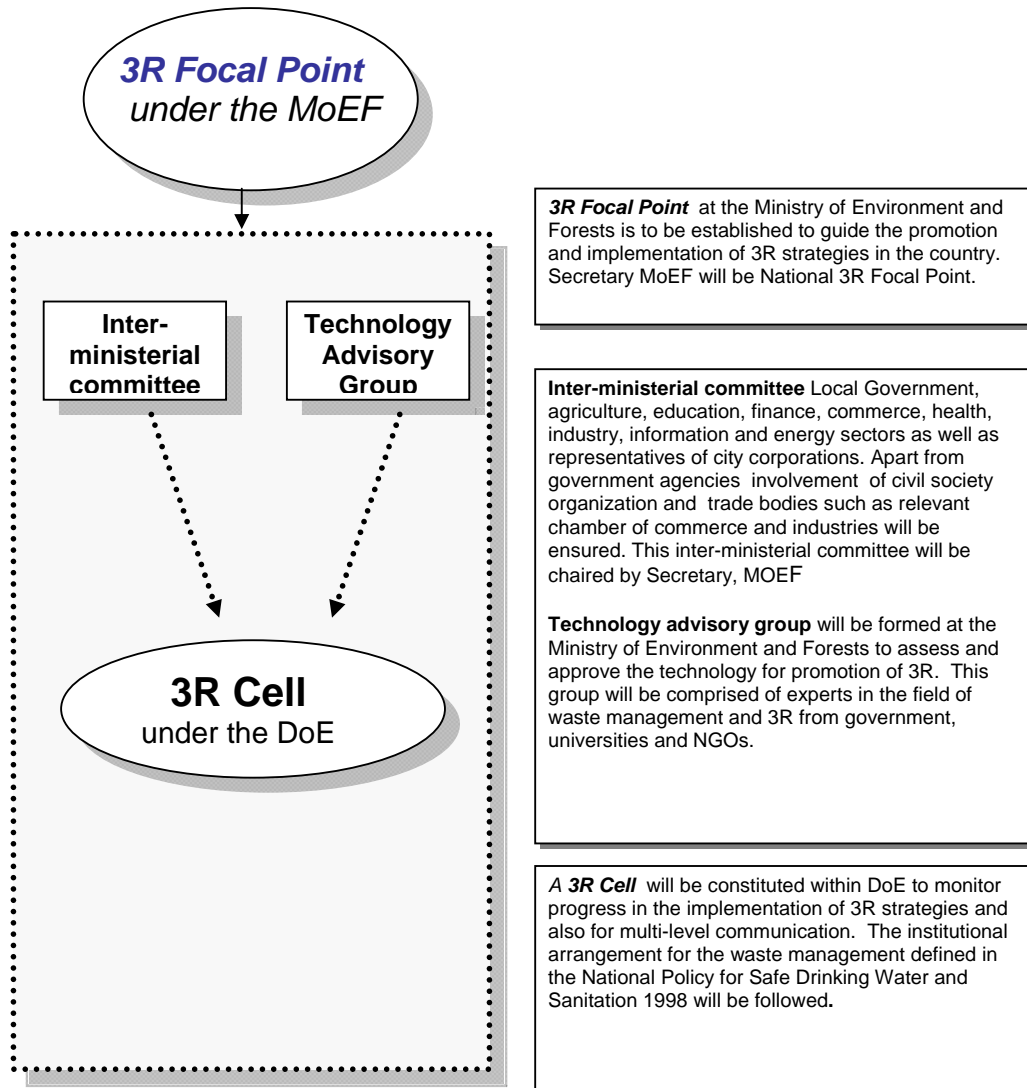 3R Focal Point
under the MoEF
Inter-
ministerial
committee
Technology
Advisory
Group
3R Cell
under the DoE
3R Focal Point at the Ministry of Environment and
Forests is to be established to guide the promotion
and implementation of 3R strategies in the country.
Secretary MoEF will be National 3R Focal Point.
Inter-ministerial committee Local Government,
agriculture, education, finance, commerce, health,
industry, information and energy sectors as well as
representatives of city corporations. Apart from
government agencies involvement of civil society
organization and trade bodies such as relevant
chamber of commerce and industries will be
ensured. This inter-ministerial committee will be
chaired by Secretary, MOEF
Technology advisory group will be formed at the
Ministry of Environment and Forests to assess and
approve the technology for promotion of 3R. This
group will be comprised of experts in the field of
waste management and 3R from government,
universities and NGOs.
A 3R Cell will be constituted within DoE to monitor
progress in the implementation of 3R strategies and
also for multi-level communication. The institutional
arrangement for the waste management defined in
the National Policy for Safe Drinking Water and
Sanitation 1998 will be followed.